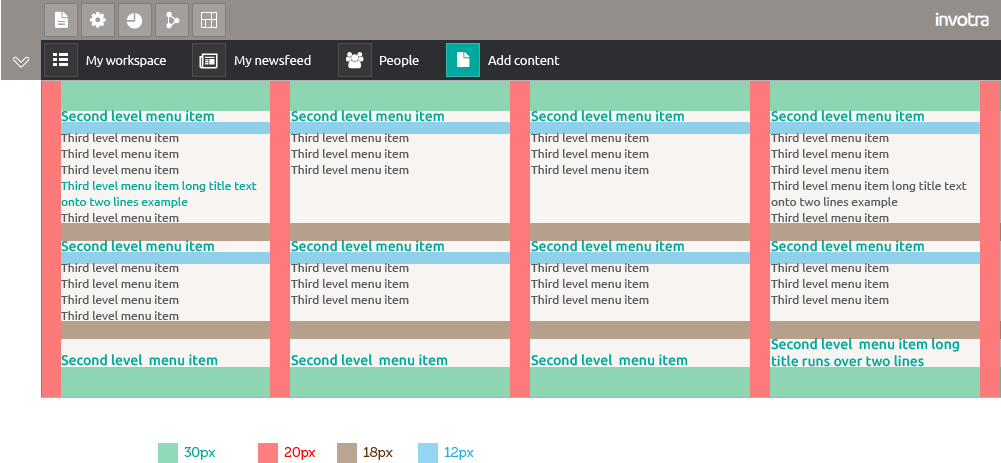 invotra
My workspace My newsfeed People Add content
Second level menu item Second level menu item Second level menu item Second level menu item
Third level menu item Third level menu item Third level menu item Third level menu item
Third level menu item Third level menu item Third level menu item Third level menu item
Third level menu item Third level menu item Third level menu item Third level menu item
Third level menu item long title text Third level menu item long title text
onto two lines example onto two lines example
Third level menu item Third level menu item
Second level menu item Second level menu item Second level menu item Second level menu item
Third level menu item Third level menu item Third level menu item Third level menu item
Third level menu item Third level menu item Third level menu item Third level menu item
Third level menu item Third level menu item Third level menu item Third level menu item
Third level menu item
Second level menu item long
Second level menu item Second level menu item Second level menu item title runs over two lines
30px 20px 18px 12px